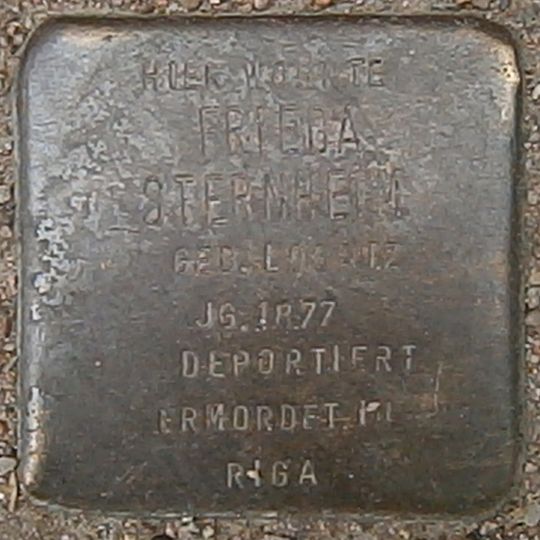 HIER WOHNTE
FRIEDA
STERNHEIM
GEB.
JG. 1877
DEPORTIERT
ERMORDET IN
RIGA